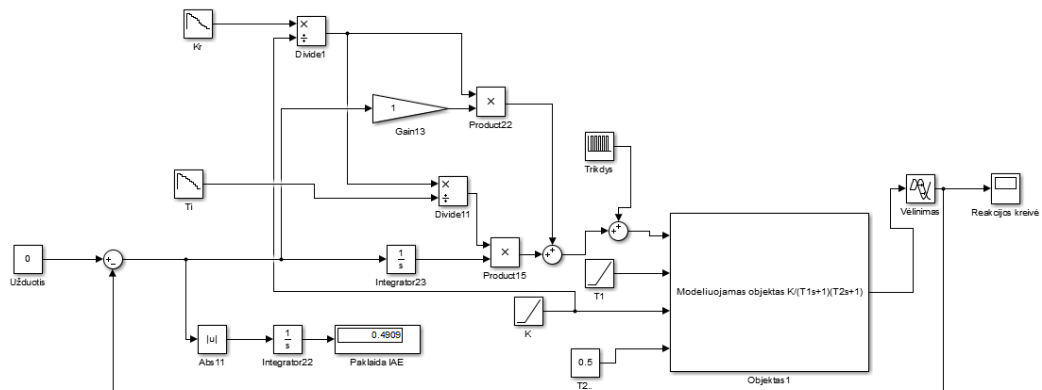 Kr
×
÷
Divide1
1
Gain13
×
Product22
Trikdys
Ti
×
÷
Divide11
Vėlinimas
Reakcijos kreivė
0
Užduotis
+
−
1
s
Integrator23
×
Product15
+
+
+
+
T1
Modeliuojamas objektas K/(T1s+1)(T2s+1)
K
|u|
Abs11
1
s
Integrator22
0.4909
Paklaida IAE
0.5
T2
Objektas1